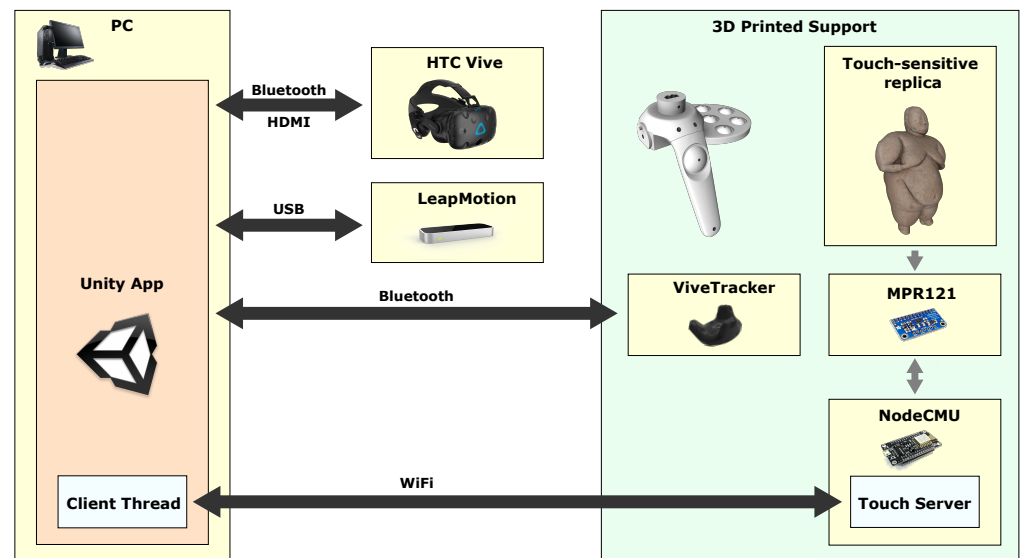 PC
Unity App
Client Thread
Bluetooth
HDMI
HTC Vive
USB
LeapMotion
Bluetooth
WiFi
3D Printed Support
Touch-sensitive
replica
ViveTracker
MPR121
NodeCMU
Touch Server